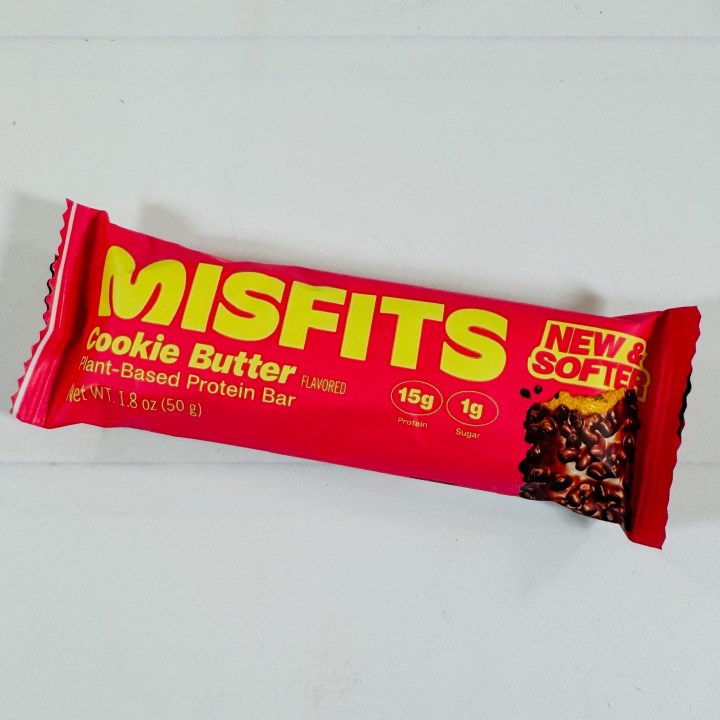 MISFITS
Cookie Butter FLAVORED
Plant-Based Protein Bar
Net WT. 1.8 oz (50 g)
15g
Protein
1g
Sugar
NEW &
SOFTER